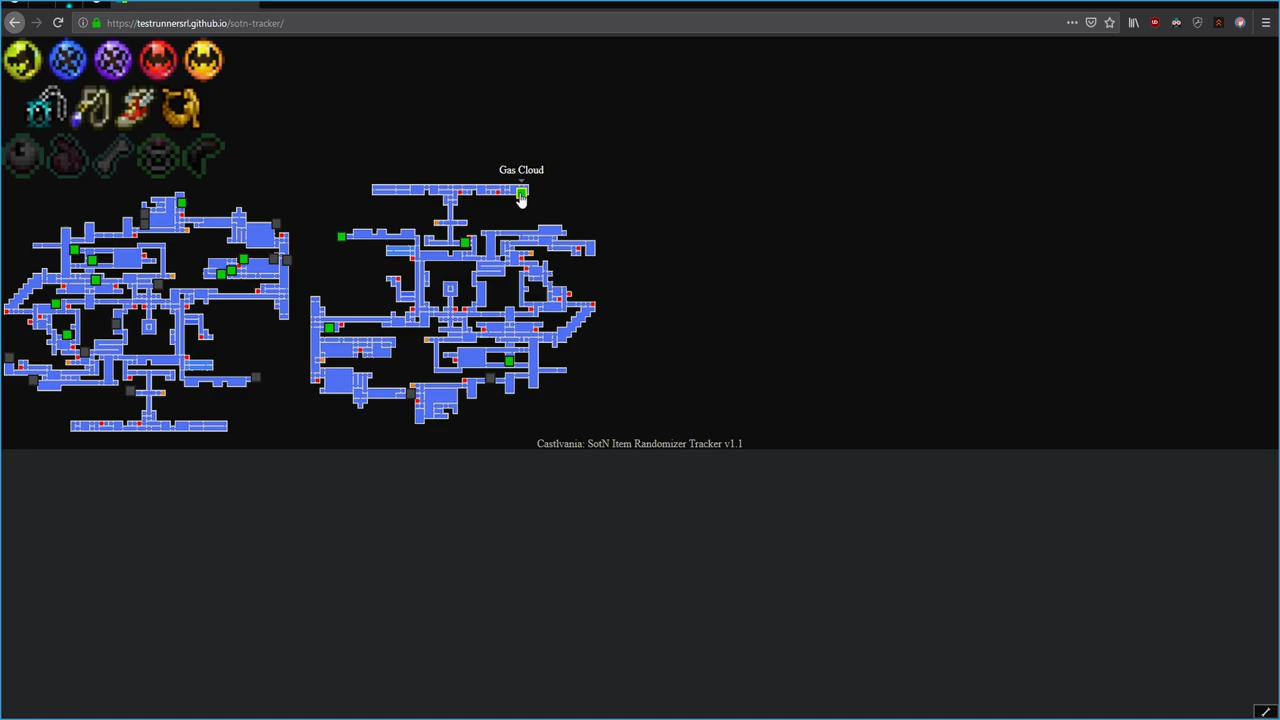 https://testrunnersrl.github.io/sotn-tracker/
Gas Cloud
Castlvania: SotN Item Randomizer Tracker v1.1